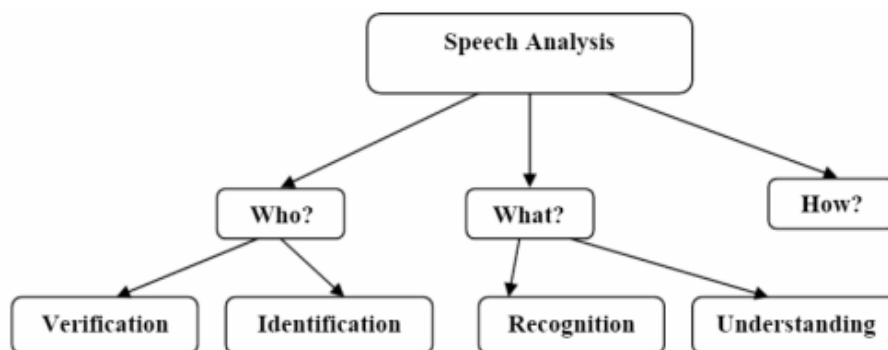 Speech Analysis
Who?
What?
How?
Verification
Identification
Recognition
Understanding